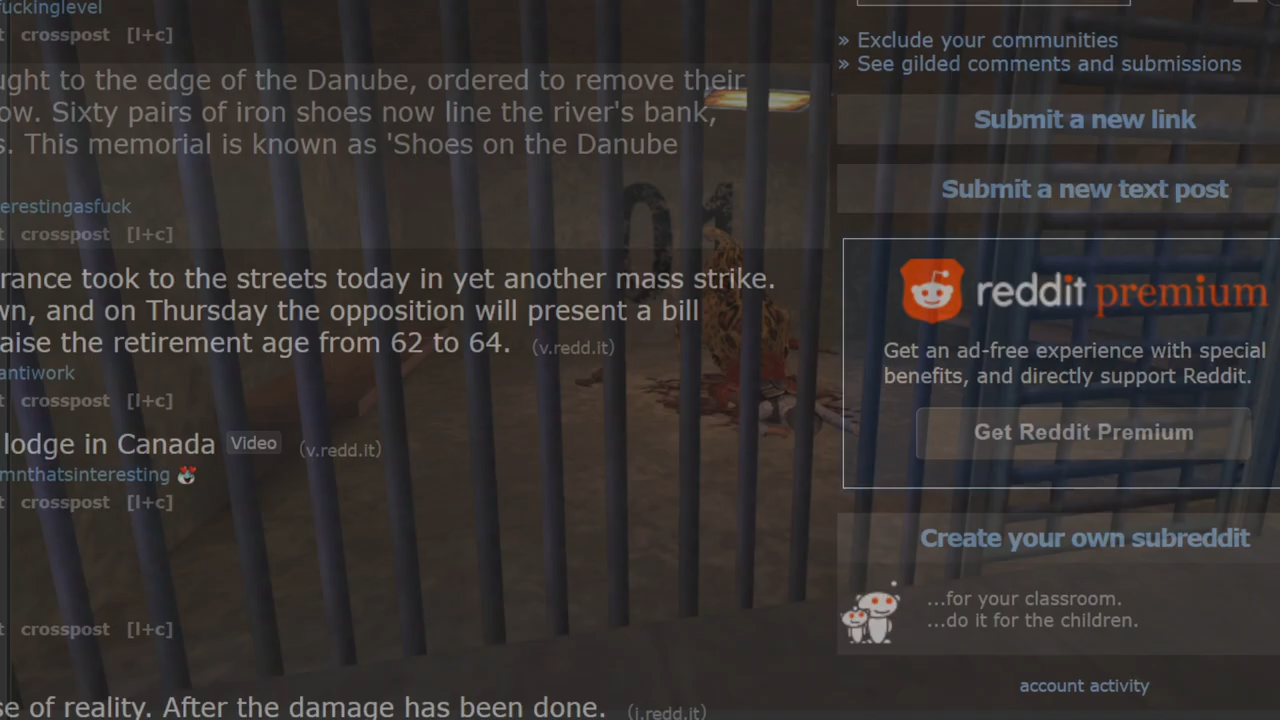 fuckinglevel
crosspost [l+c]
ught to the edge of the Danube, ordered to remove their
ow. Sixty pairs of iron shoes now line the river's bank,
s. This memorial is known as 'Shoes on the Danube
erestingasfuck
crosspost [l+c]
rance took to the streets today in yet another mass strike.
wn, and on Thursday the opposition will present a bill
aise the retirement age from 62 to 64. (v.redd.it)
antiwork
crosspost [l+c]
lodge in Canada Video (v.redd.it)
mnthatsinteresting
crosspost [l+c]
crosspost [l+c]
se of reality. After the damage has been done. (i.redd.it)
» Exclude your communities
» See gilded comments and submissions
Submit a new link
Submit a new text post
reddit premium
Get an ad-free experience with special
benefits, and directly support Reddit.
Get Reddit Premium
Create your own subreddit
...for your classroom.
...do it for the children.
account activity
01